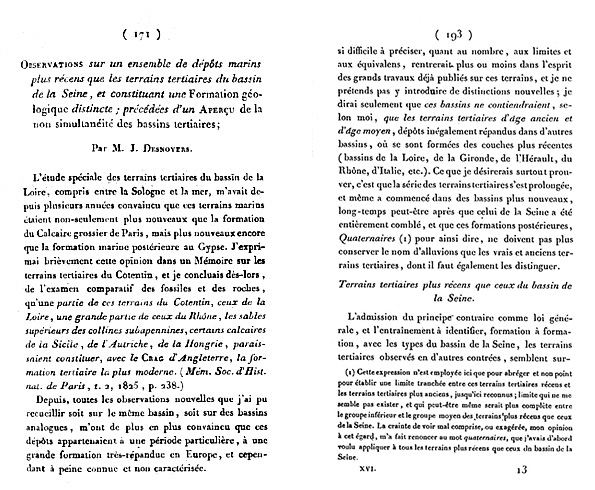 ( 171 )
OBSERVATIONS sur un ensemble de dépôts marins
plus récens que les terrains tertiaires du bassin
de la Seine, et constituant une Formation géo-
logique distincte ; précédées d'un APERÇU de la
non simultanéité des bassins tertiaires ;
Par M. J. DESNOYERS.
L'étude spéciale des terrains tertiaires du bassin de la
Loire, compris entre la Sologne et la mer, m'avait de-
puis plusieurs années convaincu que ces terrains marins
étaient non-seulement plus nouveaux que la formation
du Calcaire grossier de Paris, mais plus nouveaux encore
que la formation marine postérieure au Gypse. J'expri-
mai brièvement cette opinion dans un Mémoire sur les
terrains tertiaires du Cotentin, et je concluais dès-lors,
de l'examen comparatif des fossiles et des roches,
qu'une partie de ces terrains du Cotentin, ceux de la
Loire, une grande partie de ceux du Rhône, les sables
supérieurs des collines subapennines, certains calcaires
de la Sicile, de l'Autriche, de la Hongrie, parais-
saient constituer, avec le CRAG d'Angleterre, la for-
mation tertiaire la plus moderne. ( Mém. Soc. d'Hist.
nat. de Paris, t. 2, 1825, p. 238.)
Depuis, toutes les observations nouvelles que j'ai pu
recueillir soit sur le même bassin, soit sur des bassins
analogues, m'ont de plus en plus convaincu que ces
dépôts appartenaient à une période particulière, à une
grande formation très-répandue en Europe, et cepen-
dant à peine connue et non caractérisée.
( 193 )
si difficile à préciser, quant au nombre, aux limites et
aux équivalens, rentrerait plus ou moins dans l'esprit
des grands travaux déjà publiés sur ces terrains, et je ne
prétends pas y introduire de distinctions nouvelles ; je
dirai seulement que ces bassins ne contiendraient, se-
lon moi, que les terrains tertiaires d'âge ancien et
d'âge moyen, dépôts inégalement répandus dans d'autres
bassins, où se sont formées des couches plus récentes
(bassins de la Loire, de la Gironde, de l'Hérault, du
Rhône, d'Italie, etc.). Ce que je désirerais surtout prou-
ver, c'est que la série des terrains tertiaires s'est prolongée,
et même a commencé dans des bassins plus nouveaux,
long-temps peut-être après que celui de la Seine a été
entièrement comblé, et que ces formations postérieures,
Quaternaires (1) pour ainsi dire, ne doivent pas plus
conserver le nom d'alluvions que les vrais et anciens ter-
rains tertiaires, dont il faut également les distinguer.
Terrains tertiaires plus récens que ceux du bassin de
la Seine.
L'admission du principe contraire comme loi géné-
rale, et l'entraînement à identifier, formation à forma-
tion, avec les types du bassin de la Seine, les terrains
tertiaires observés en d'autres contrées, semblent sur-
(1) Cette expression n'est employée ici que pour abréger et non point
pour établir une limite tranchée entre ces terrains tertiaires récens et
les terrains tertiaires plus anciens, jusqu'ici reconnus ; limite qui ne me
semble pas exister, et qui peut-être même serait plus complète entre
le groupe inférieur et le groupe moyen des terrains plus récens que ceux
de la Seine. La crainte de voir mal comprise, ou exagérée, mon opinion
à cet égard, m'a fait renoncer au mot quaternaires, que j'avais d'abord
voulu appliquer à tous les terrains plus récens que ceux du bassin de la
Seine.
XVI. 13